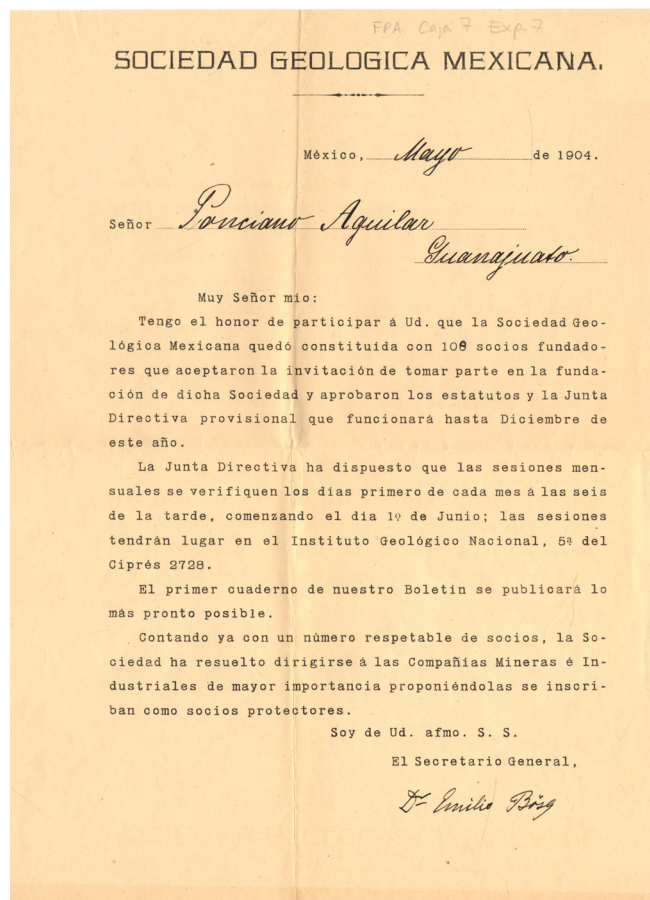 FPA Caja 7 Exp 7
SOCIEDAD GEOLOGICA MEXICANA.
México, Mayo de 1904.
Señor Ponciano Aguilar
Guanajuato.
Muy Señor mio:
Tengo el honor de participar á Ud. que la Sociedad Geo-
lógica Mexicana quedó constituida con 108 socios fundado-
res que aceptaron la invitación de tomar parte en la funda-
ción de dicha Sociedad y aprobaron los estatutos y la Junta
Directiva provisional que funcionará hasta Diciembre de
este año.
La Junta Directiva ha dispuesto que las sesiones men-
suales se verifiquen los días primero de cada mes á las seis
de la tarde, comenzando el dia 1º de Junio; las sesiones
tendrán lugar en el Instituto Geológico Nacional, 5ª del
Ciprés 2728.
El primer cuaderno de nuestro Boletín se publicará lo
más pronto posible.
Contando ya con un número respetable de socios, la So-
ciedad ha resuelto dirigirse á las Compañías Mineras é In-
dustriales de mayor importancia proponiéndolas se inscri-
ban como socios protectores.
Soy de Ud. afmo. S. S.
El Secretario General,
Dr Emilio Böse